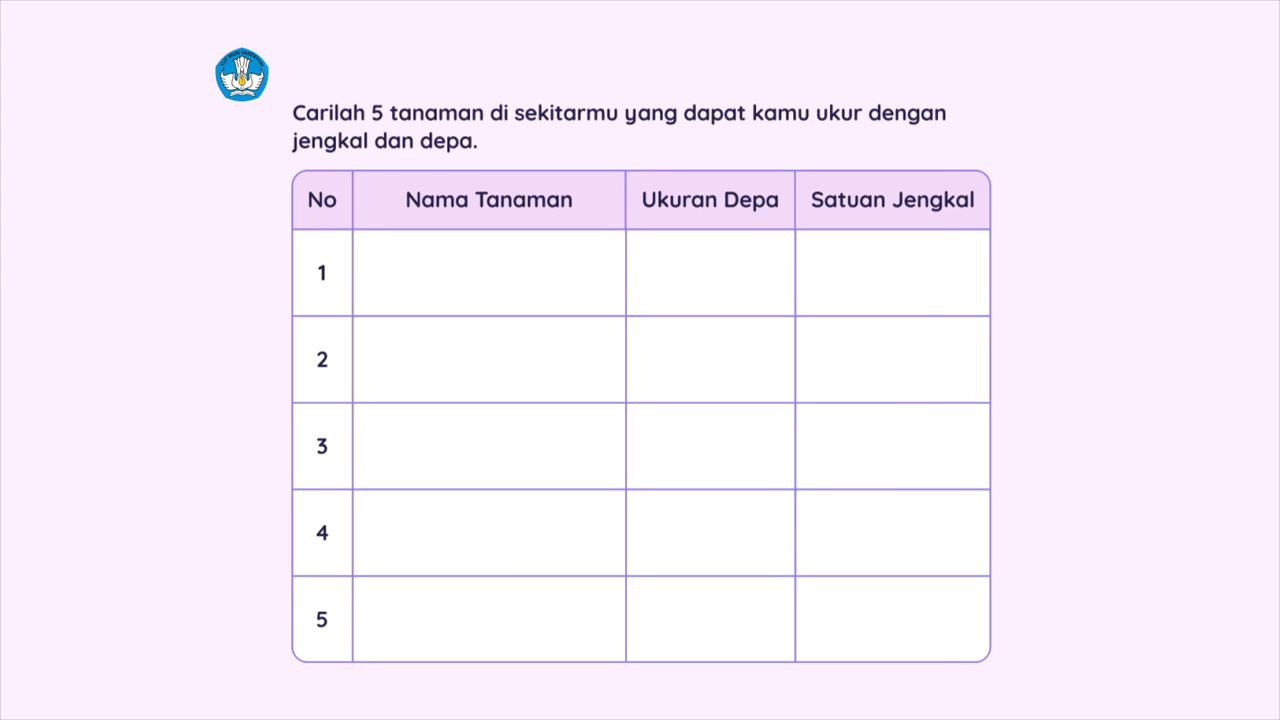 Carilah 5 tanaman di sekitarmu yang dapat kamu ukur dengan
jengkal dan depa.
No Nama Tanaman Ukuran Depa Satuan Jengkal
1
2
3
4
5